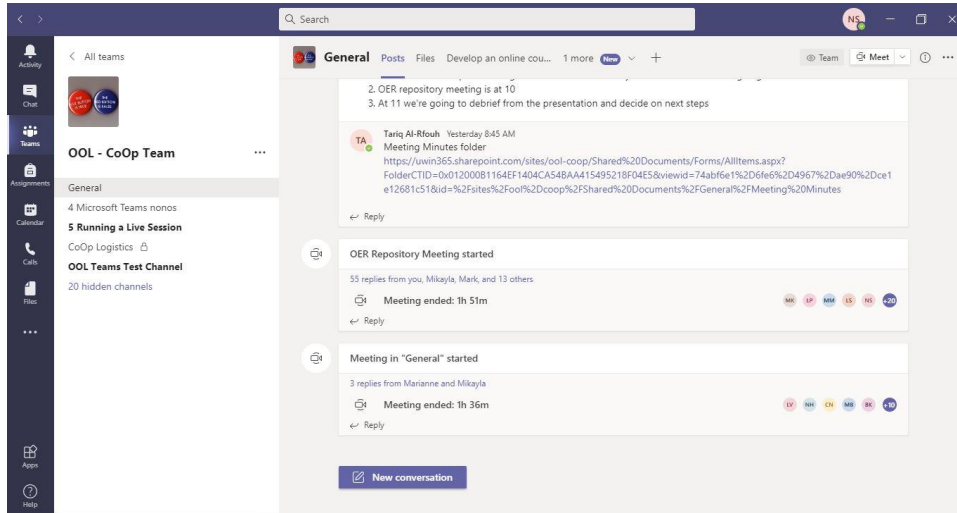 Search
NS
Activity
Chat
Teams
Assignments
Calendar
Calls
Files
Apps
Help
All teams
OOL - CoOp Team
General
4 Microsoft Teams nonos
5 Running a Live Session
CoOp Logistics
OOL Teams Test Channel
20 hidden channels
General Posts Files Develop an online cou... 1 more New
Team Meet
2. OER repository meeting is at 10
3. At 11 we're going to debrief from the presentation and decide on next steps
TA Tariq Al-Rfouh Yesterday 8:45 AM
Meeting Minutes folder
https://uwin365.sharepoint.com/sites/ool-coop/Shared%20Documents/Forms/AllItems.aspx?
FolderCTID=0x012000B1164EF1404CA54BAA415495218F04E5&viewid=74abf6e1%2D6fe6%2D4967%2Dae90%2Dce1
e12681c51&id=%2Fsites%2Fool%2Dcoop%2FShared%20Documents%2FGeneral%2FMeeting%20Minutes
Reply
OER Repository Meeting started
55 replies from you, Mikayla, Mark, and 13 others
Meeting ended: 1h 51m MK LP MM LS NS +20
Reply
Meeting in "General" started
3 replies from Marianne and Mikayla
Meeting ended: 1h 36m LV NH CN MB BK +10
Reply
New conversation